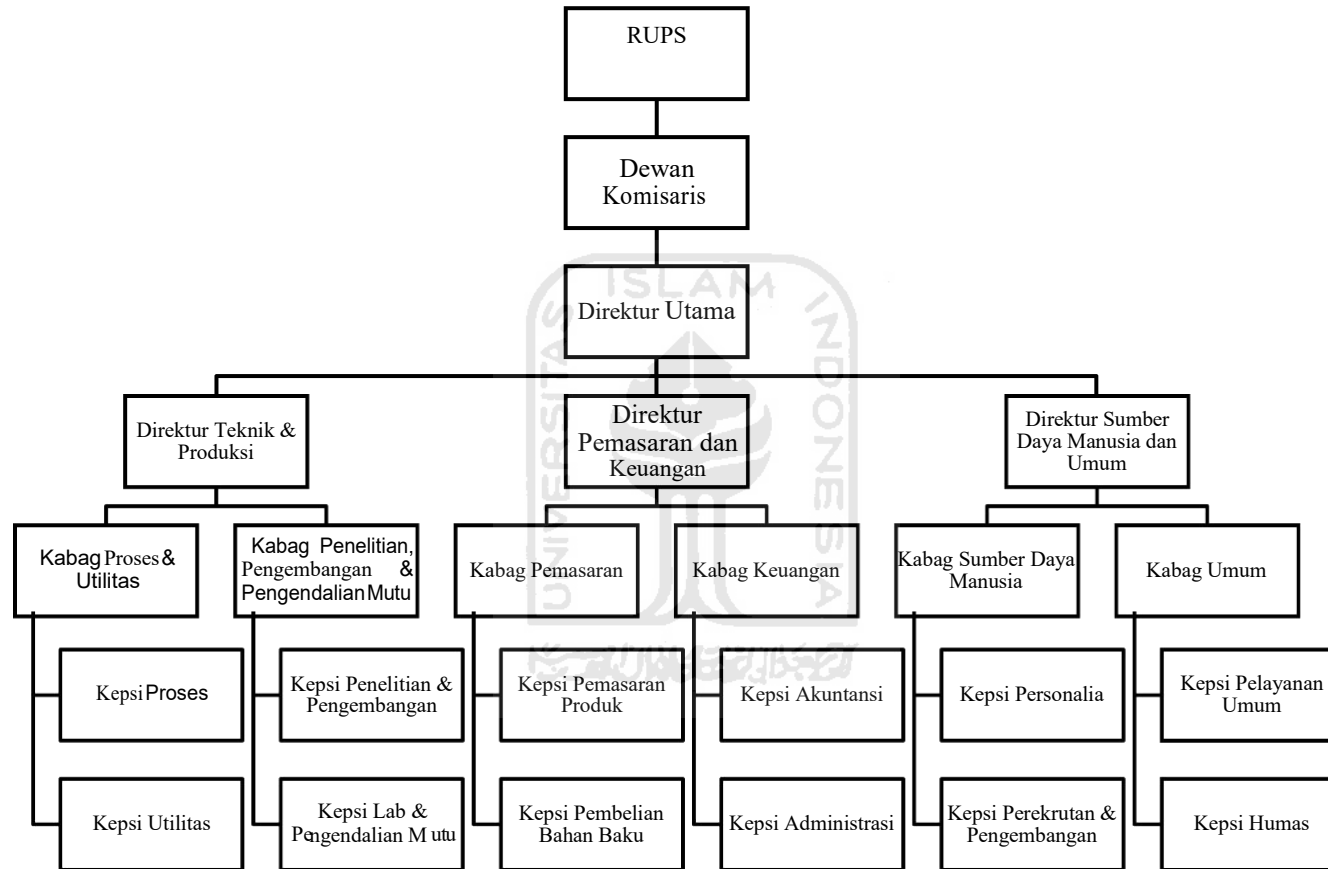 RUPS
Dewan
Komisaris
Direktur Utama
Direktur Teknik &
Produksi
Direktur
Pemasaran dan
Keuangan
Direktur Sumber
Daya Manusia dan
Umum
Kabag Proses &
Utilitas
Kabag Penelitian,
Pengembangan &
Pengendalian Mutu
Kabag Pemasaran
Kabag Keuangan
Kabag Sumber Daya
Manusia
Kabag Umum
Kepsi Proses
Kepsi Penelitian &
Pengembangan
Kepsi Pemasaran
Produk
Kepsi Akuntansi
Kepsi Personalia
Kepsi Pelayanan
Umum
Kepsi Utilitas
Kepsi Lab &
Pengendalian Mutu
Kepsi Pembelian
Bahan Baku
Kepsi Administrasi
Kepsi Perekrutan &
Pengembangan
Kepsi Humas
UNIVERSITAS
ISLAM
INDONESIA